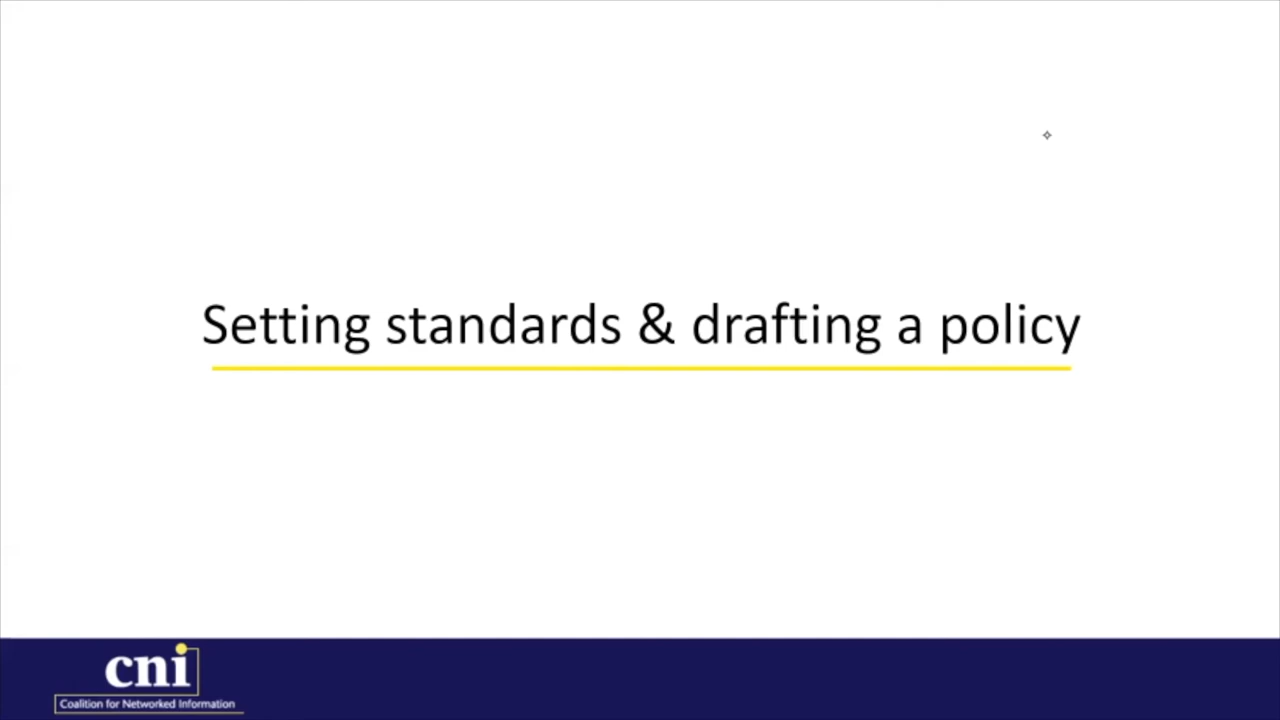 Setting standards & drafting a policy
cni
Coalition for Networked Information